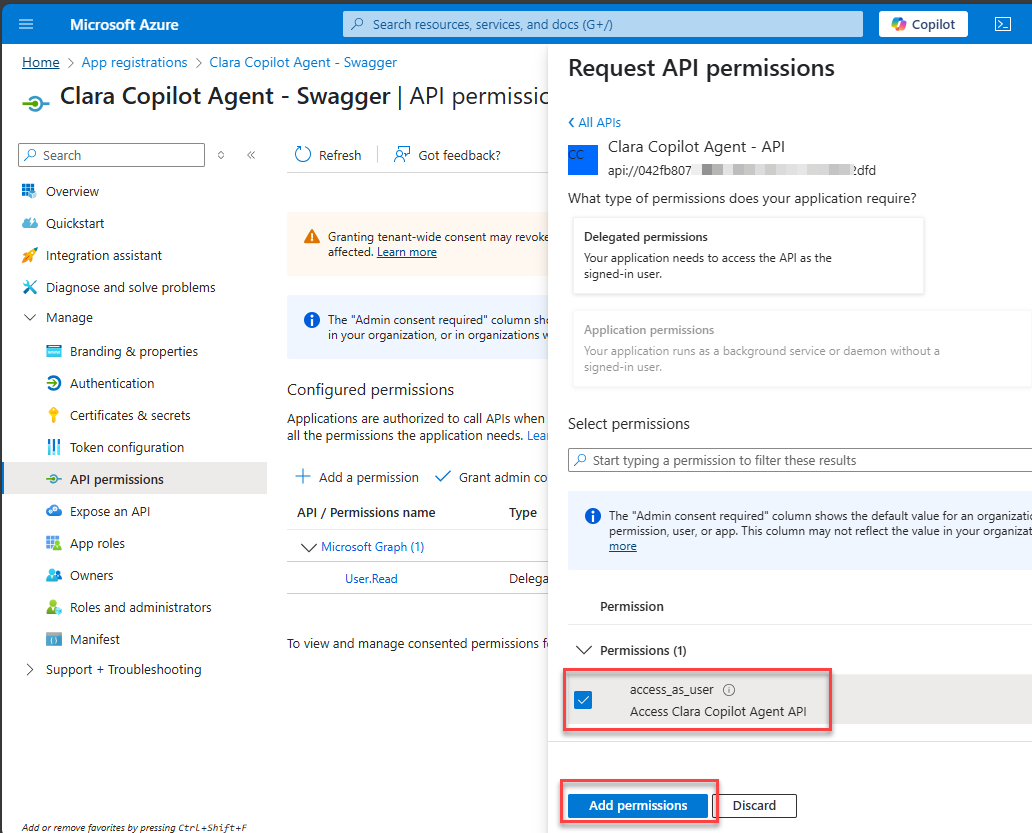 Microsoft Azure
Search resources, services, and docs (G+/)
Copilot
Home > App registrations > Clara Copilot Agent - Swagger
Clara Copilot Agent - Swagger | API permissio
Search
Overview
Quickstart
Integration assistant
Diagnose and solve problems
Manage
Branding & properties
Authentication
Certificates & secrets
Token configuration
API permissions
Expose an API
App roles
Owners
Roles and administrators
Manifest
Support + Troubleshooting
Add or remove favorites by pressing Ctrl+Shift+F
Refresh
Got feedback?
Granting tenant-wide consent may revoke
affected. Learn more
The "Admin consent required" column sho
in your organization, or in organizations w
Configured permissions
Applications are authorized to call APIs when
all the permissions the application needs. Lear
Add a permission
Grant admin co
API / Permissions name Type
Microsoft Graph (1)
User.Read Delega
To view and manage consented permissions fo
Request API permissions
All APIs
CC
Clara Copilot Agent - API
api://042fb807 2dfd
What type of permissions does your application require?
Delegated permissions
Your application needs to access the API as the
signed-in user.
Application permissions
Your application runs as a background service or daemon without a
signed-in user.
Select permissions
Start typing a permission to filter these results
The "Admin consent required" column shows the default value for an organizatio
permission, user, or app. This column may not reflect the value in your organizat
more
Permission
Permissions (1)
access_as_user
Access Clara Copilot Agent API
Add permissions
Discard